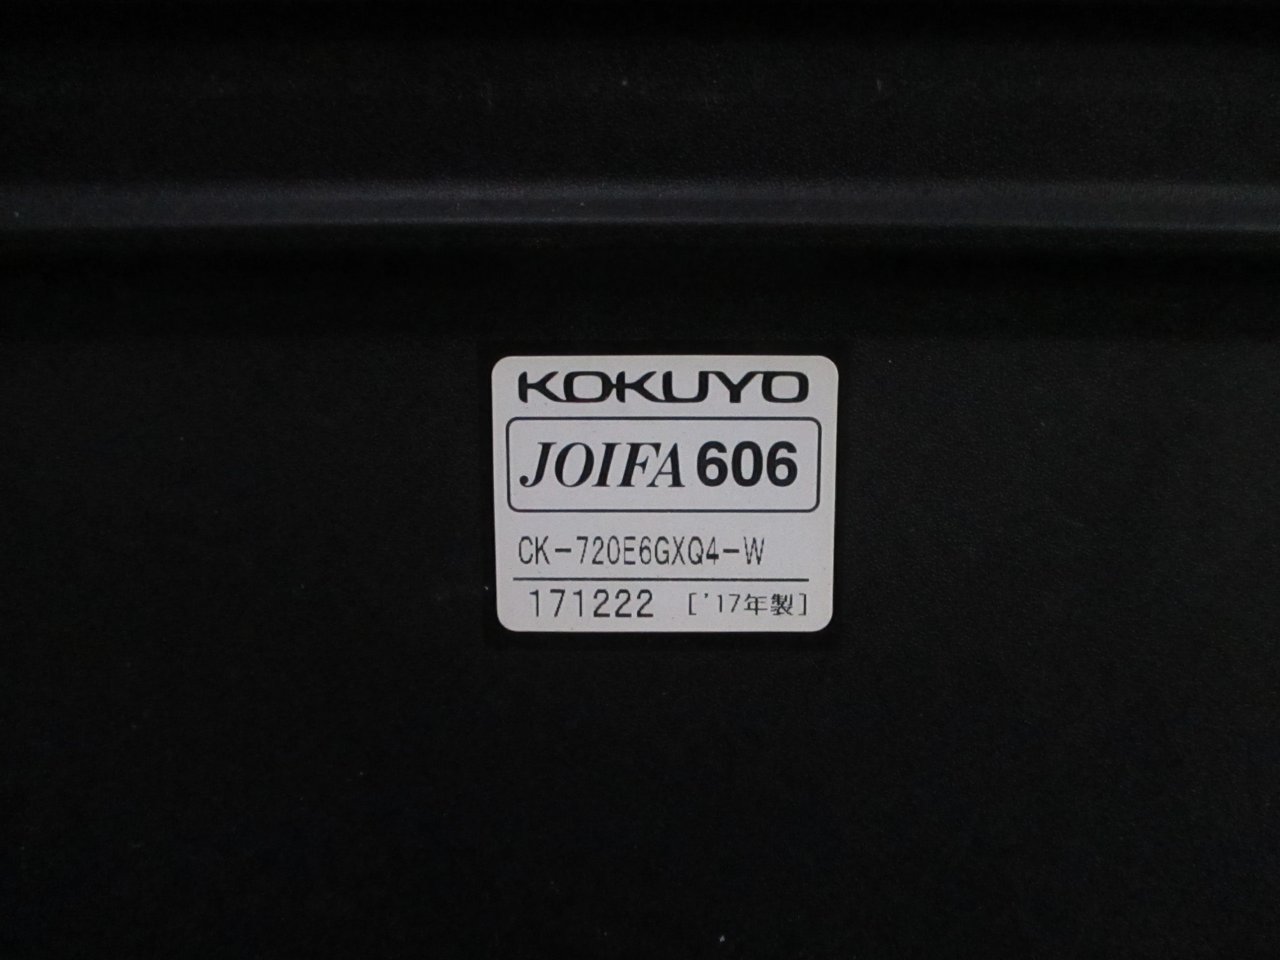 KOKUYO
JOIFA 606
CK-720E6GXQ4-W
171222 ['17年製]